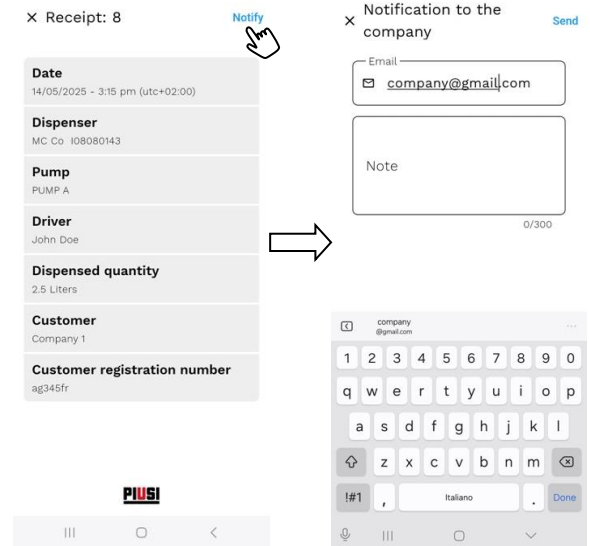 Receipt: 8
Notify
Date
14/05/2025 - 3:15 pm (utc+02:00)
Dispenser
MC Co I08080143
Pump
PUMP A
Driver
John Doe
Dispensed quantity
2.5 Liters
Customer
Company 1
Customer registration number
ag345fr
PIUSI
Notification to the
company
Send
Email
company@gmail.com
Note
0/300
company
@gmail.com
1 2 3 4 5 6 7 8 9 0
q w e r t y u i o p
a s d f g h j k l
z x c v b n m
!#1 , Italiano . Done